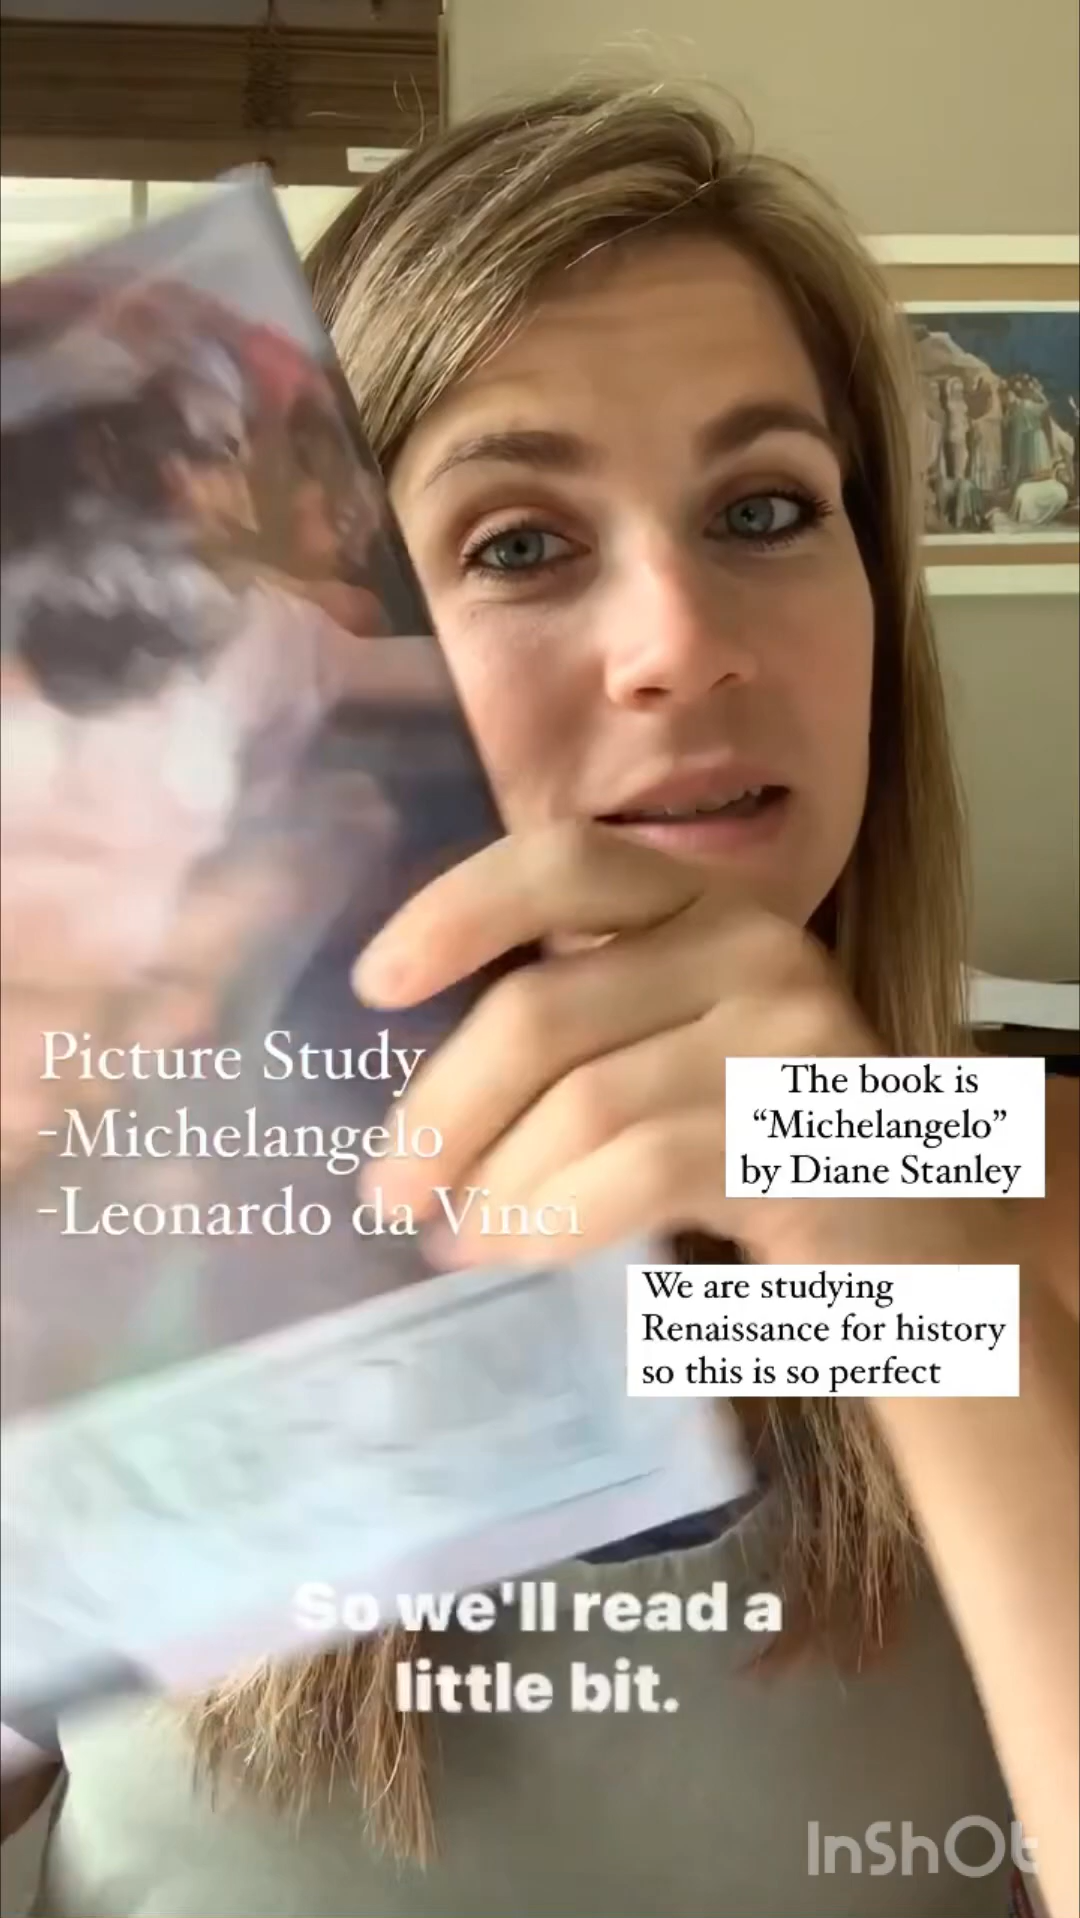 Picture Study
-Michelangelo
-Leonardo da Vinci
The book is
“Michelangelo”
by Diane Stanley
We are studying
Renaissance for history
so this is so perfect
So we'll read a
little bit.
InShOt